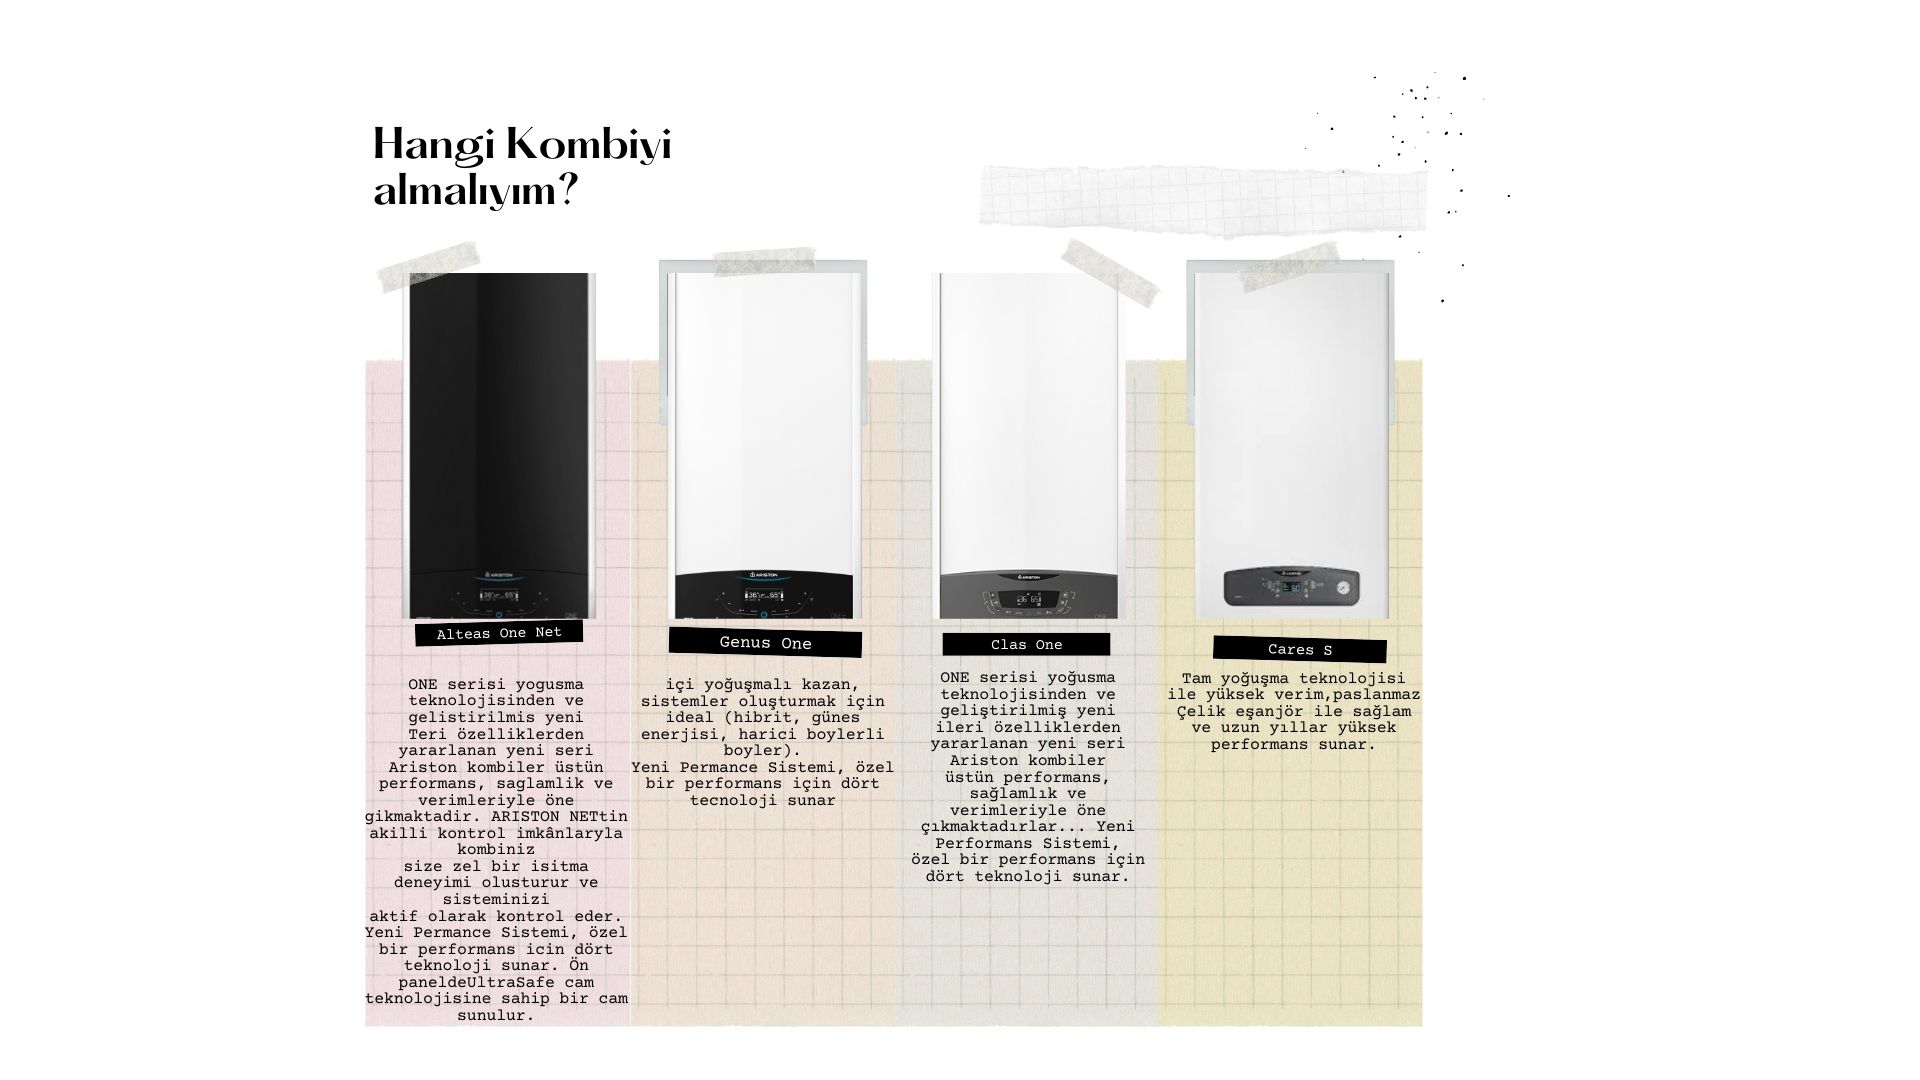 Hangi Kombiyi
almalıyım?
ARISTON
ARISTON
ARISTON
Alteas One Net
Genus One
Clas One
Cares S
ONE serisi yogusma
teknolojisinden ve
gelistirilmis yeni
Teri özelliklerden
yararlanan yeni seri
Ariston kombiler üstün
performans, saglamlik ve
verimleriyle öne
gikmaktadir. ARISTON NETtin
akilli kontrol imkânlaryla
kombiniz
size zel bir isitma
deneyimi olusturur ve
sisteminizi
aktif olarak kontrol eder.
Yeni Permance Sistemi, özel
bir performans icin dört
teknoloji sunar. Ön
paneldeUltraSafe cam
teknolojisine sahip bir cam
sunulur.
içi yoğuşmalı kazan,
sistemler oluşturmak için
ideal (hibrit, günes
enerjisi, harici boylerli
boyler).
Yeni Permance Sistemi, özel
bir performans için dört
tecnoloji sunar
ONE serisi yoğusma
teknolojisinden ve
geliştirilmiş yeni
ileri özelliklerden
yararlanan yeni seri
Ariston kombiler
üstün performans,
sağlamlık ve
verimleriyle öne
çıkmaktadırlar... Yeni
Performans Sistemi,
özel bir performans için
dört teknoloji sunar.
Tam yoğuşma teknolojisi
ile yüksek verim,paslanmaz
Çelik eşanjör ile sağlam
ve uzun yıllar yüksek
performans sunar.